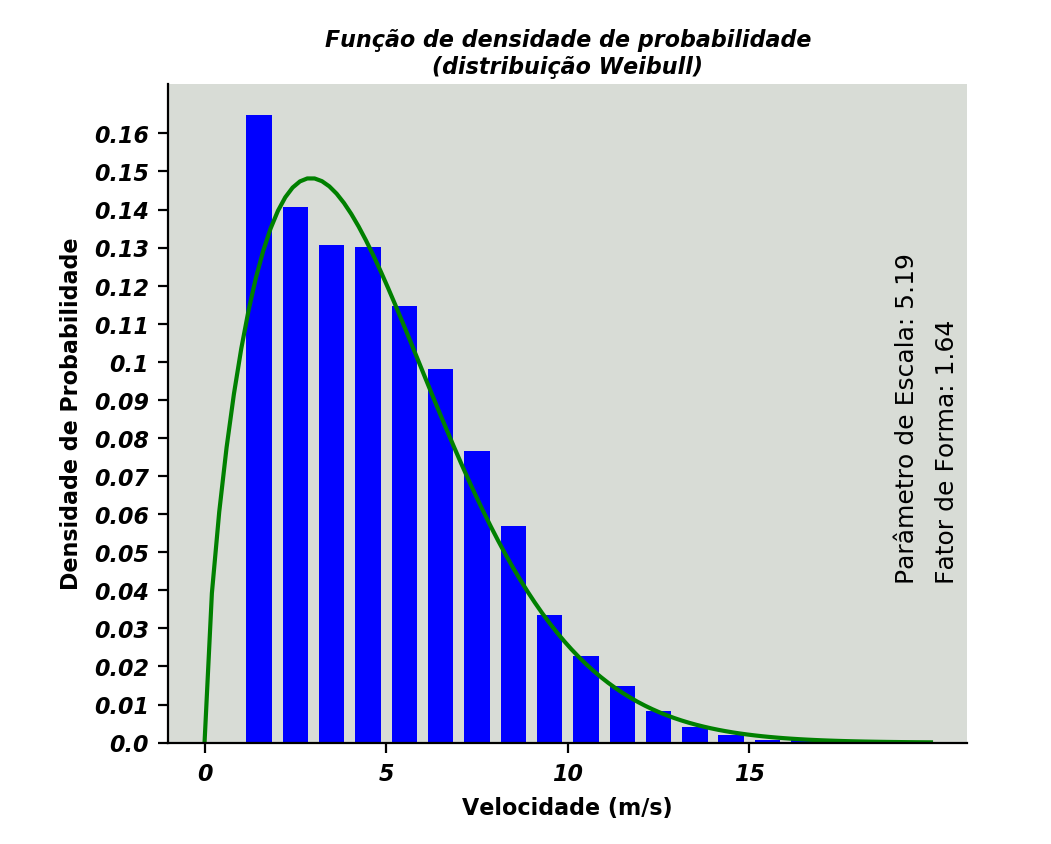 Função de densidade de probabilidade
(distribuição Weibull)
0.16
0.15
0.14
0.13
0.12
0.11
0.1
0.09
0.08
0.07
0.06
0.05
0.04
0.03
0.02
0.01
0.0
Densidade de Probabilidade
0 5 10 15
Velocidade (m/s)
Parâmetro de Escala: 5.19
Fator de Forma: 1.64